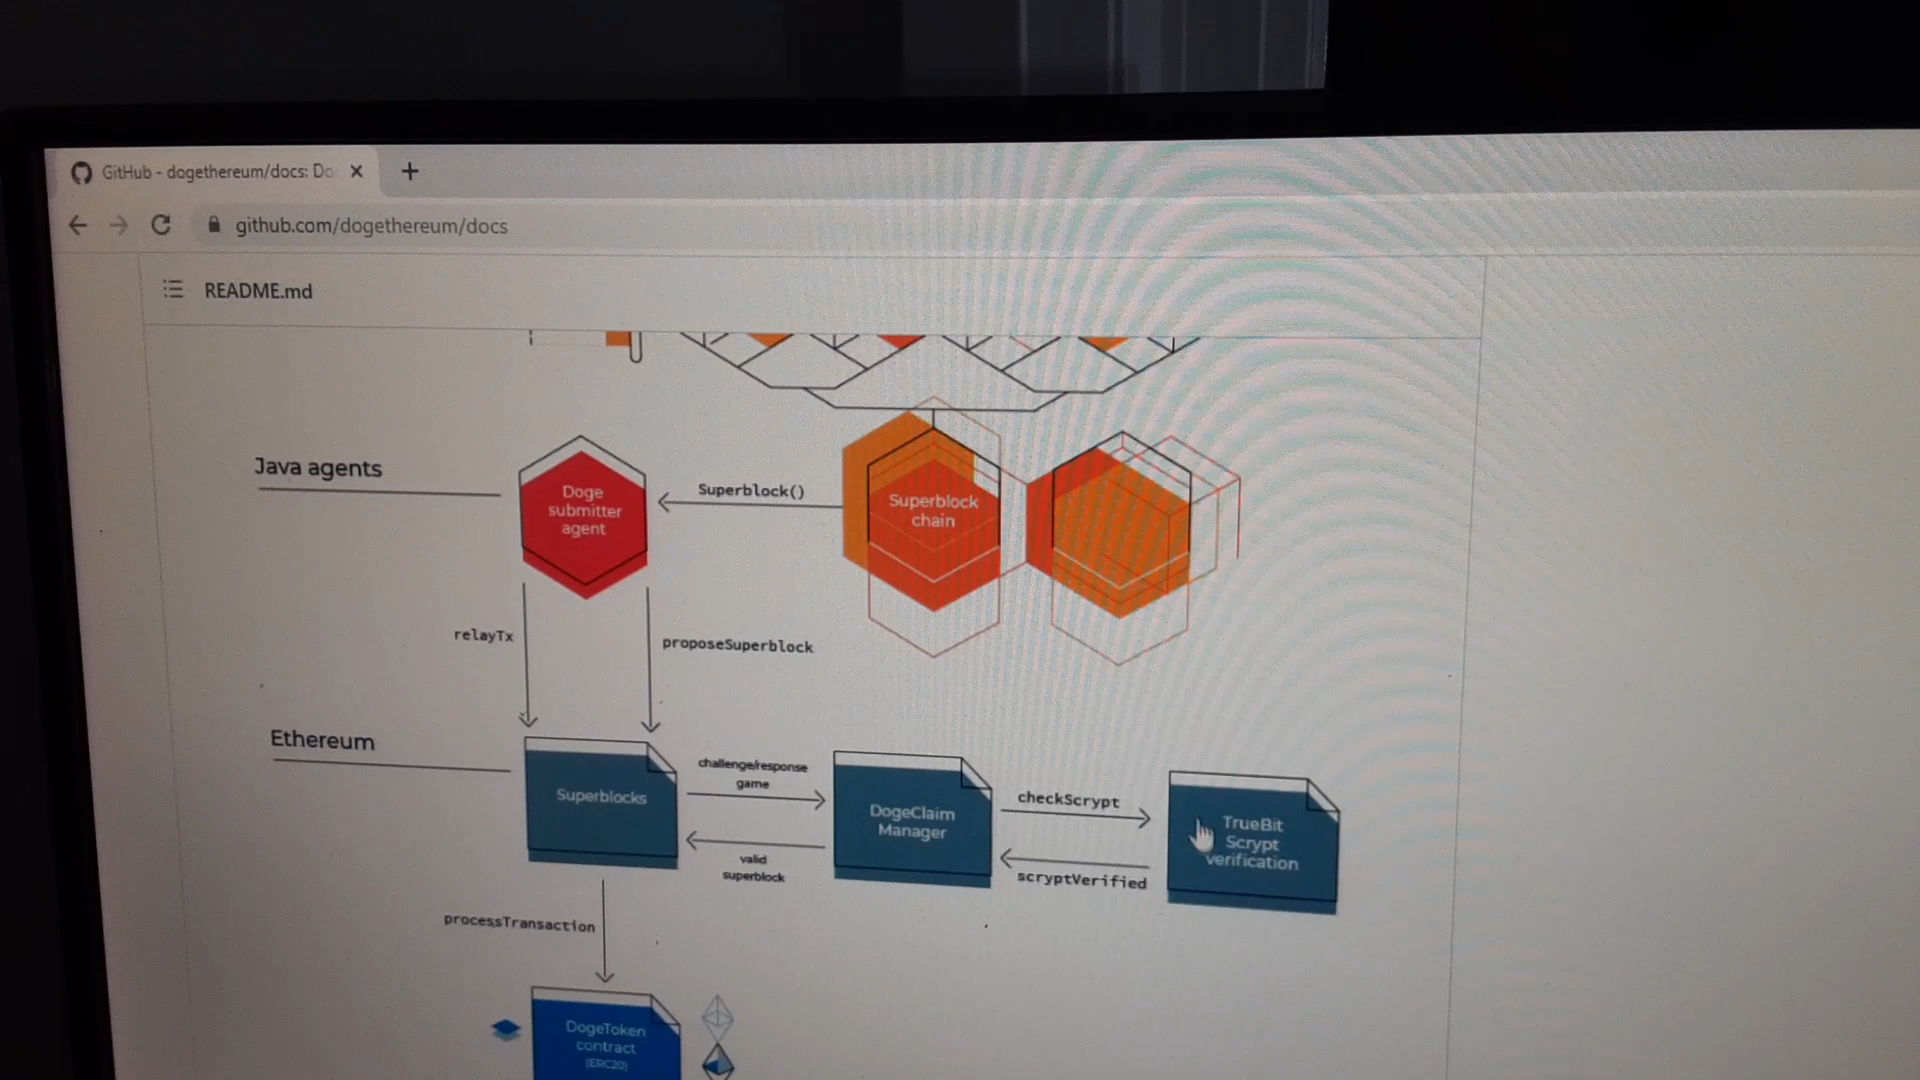 GitHub - dogethereum/docs: Do
github.com/dogethereum/docs
README.md
Java agents
Doge
submitter
agent
Superblock()
Superblock
chain
relayTx
proposeSuperblock
Ethereum
Superblocks
challenge/response
game
valid
superblock
DogeClaim
Manager
checkScrypt
scryptVerified
TrueBit
Scrypt
verification
processTransaction
DogeToken
contract
(ERC20)